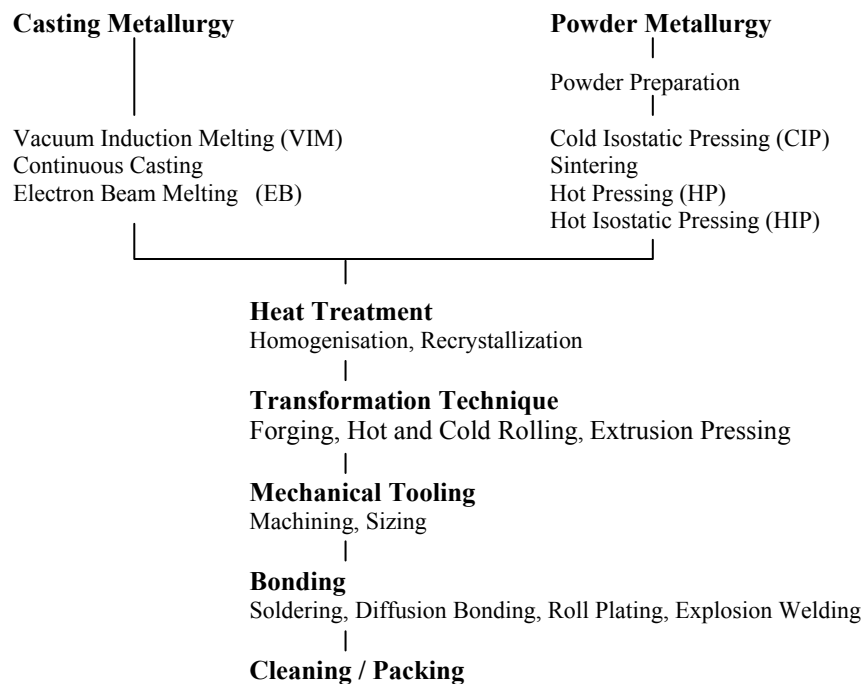 Casting Metallurgy
Vacuum Induction Melting (VIM)
Continuous Casting
Electron Beam Melting (EB)
Powder Metallurgy
Powder Preparation
Cold Isostatic Pressing (CIP)
Sintering
Hot Pressing (HP)
Hot Isostatic Pressing (HIP)
Heat Treatment
Homogenisation, Recrystallization
Transformation Technique
Forging, Hot and Cold Rolling, Extrusion Pressing
Mechanical Tooling
Machining, Sizing
Bonding
Soldering, Diffusion Bonding, Roll Plating, Explosion Welding
Cleaning / Packing